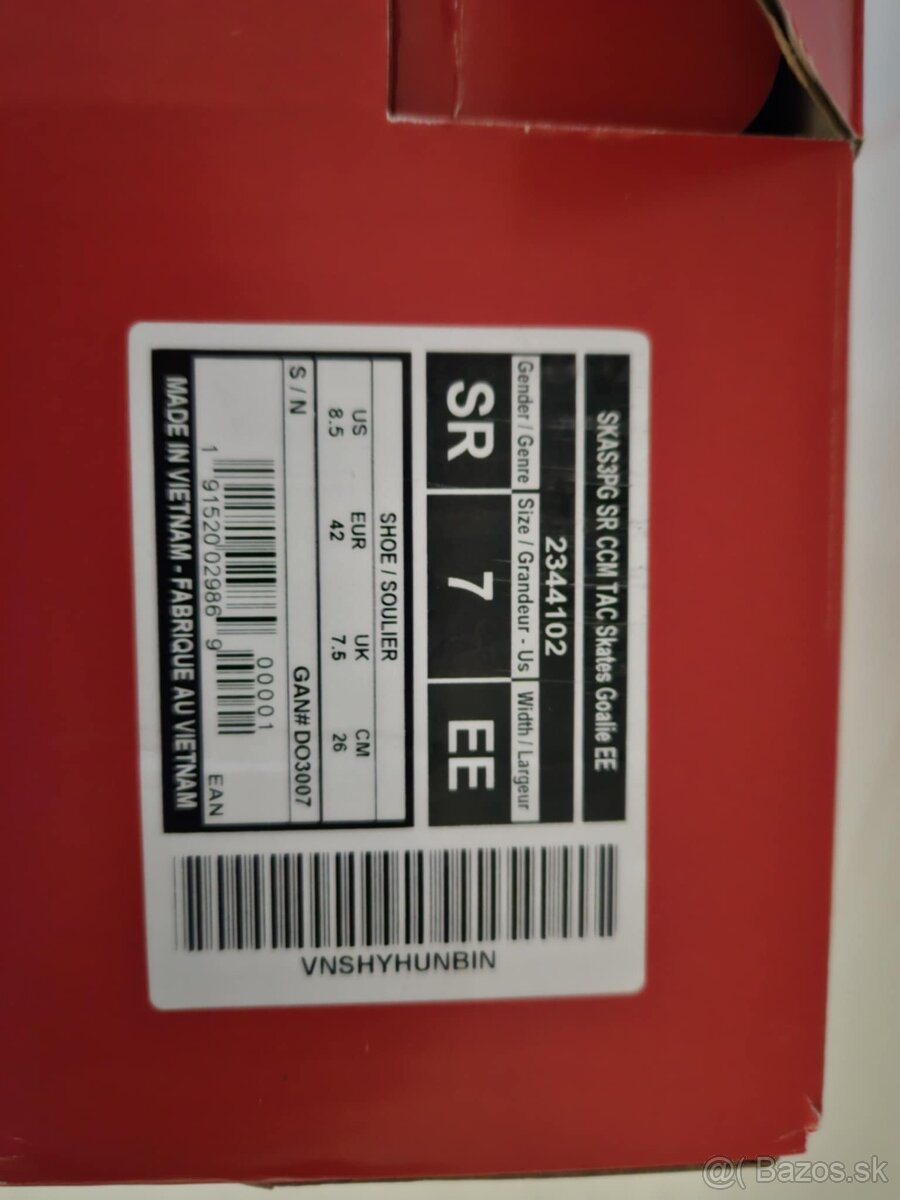 SKAS3PG SR CCM TAC Skates Goalie EE
2344102
Gender / Genre Size / Grandeur - Us Width / Largeur
SR 7 EE
SHOE / SOULIER
US EUR UK CM
8.5 42 7.5 26
S / N GAN# DO3007
00001
1 91520 02986 9 EAN
MADE IN VIETNAM - FABRIQUE AU VIETNAM
VNSHYHUNBIN
@( Bazos.sk